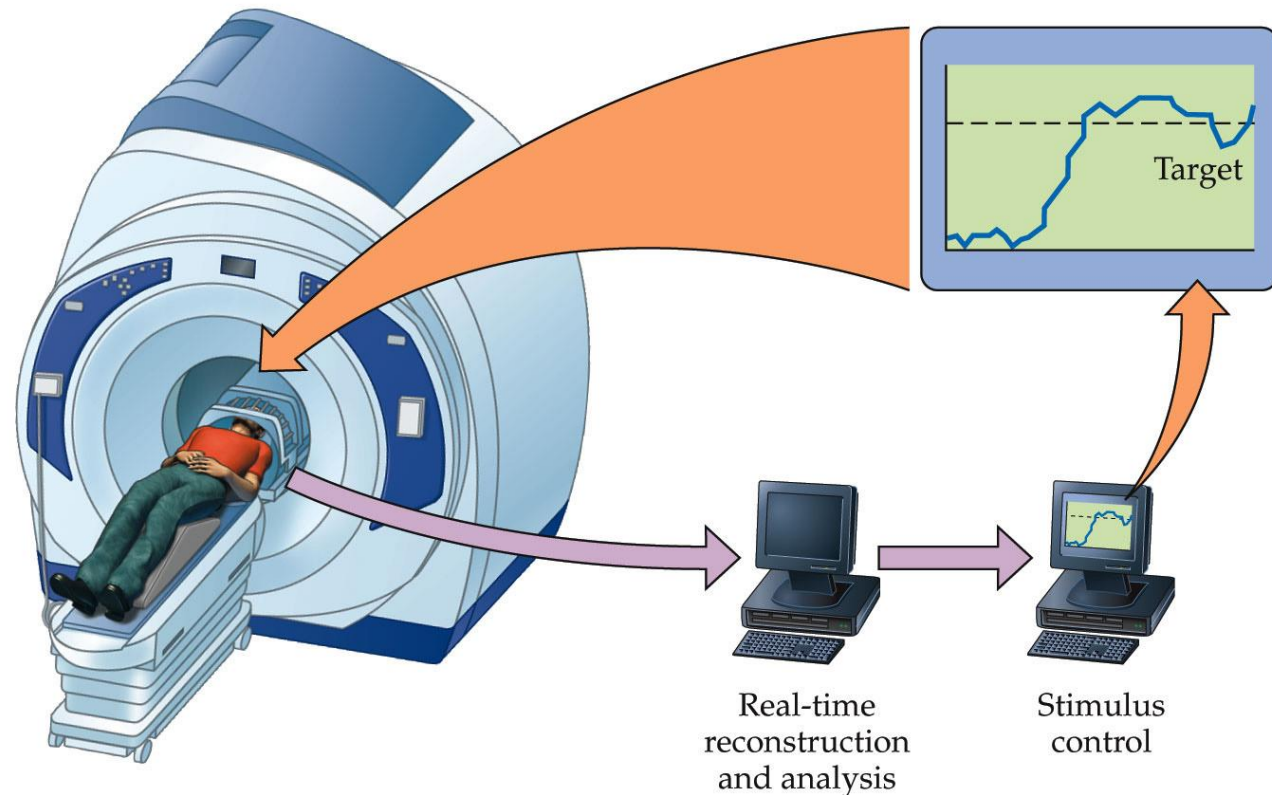 Target
Real-time
reconstruction
and analysis
Stimulus
control